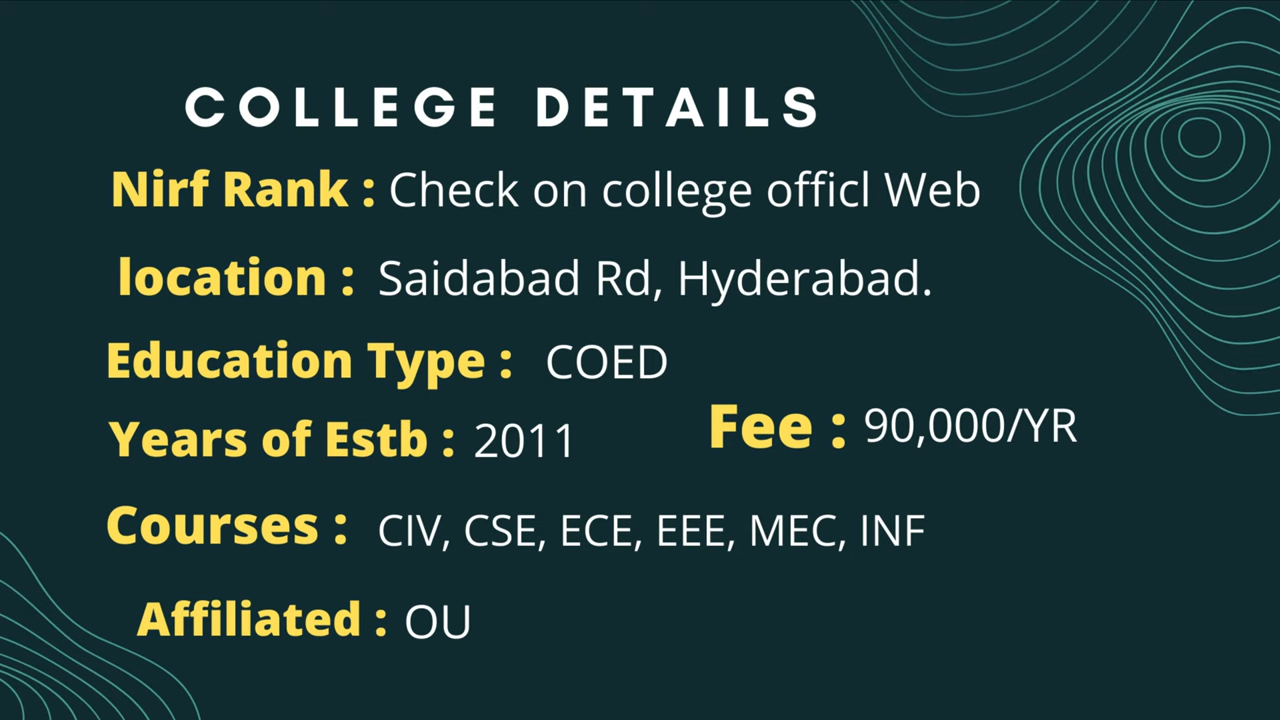 COLLEGE DETAILS
Nirf Rank : Check on college officl Web
location : Saidabad Rd, Hyderabad.
Education Type : COED
Years of Estb : 2011
Fee : 90,000/YR
Courses : CIV, CSE, ECE, EEE, MEC, INF
Affiliated : OU